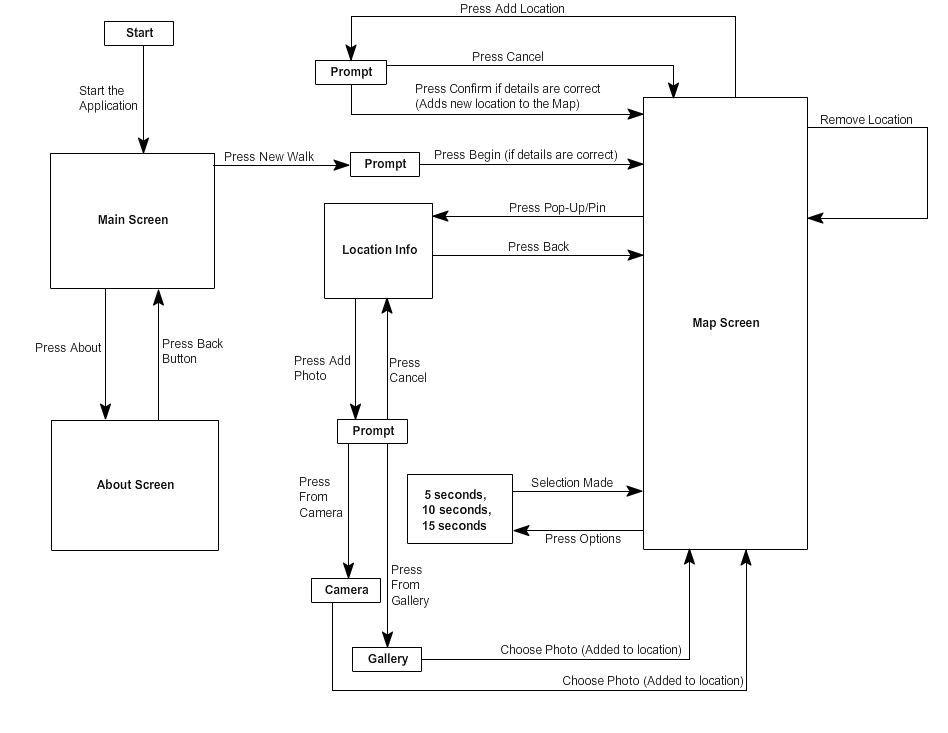 Press Add Location
Start
Press Cancel
Prompt
Start the
Application
Press Confirm if details are correct
(Adds new location to the Map)
Remove Location
Press New Walk
Prompt
Press Begin (if details are correct)
Main Screen
Press Pop-Up/Pin
Location Info
Press Back
Map Screen
Press About
Press Back
Button
Press Add
Photo
Press
Cancel
Prompt
About Screen
Press
From
Camera
5 seconds,
10 seconds,
15 seconds
Selection Made
Press Options
Press
From
Gallery
Camera
Gallery
Choose Photo (Added to location)
Choose Photo (Added to location)